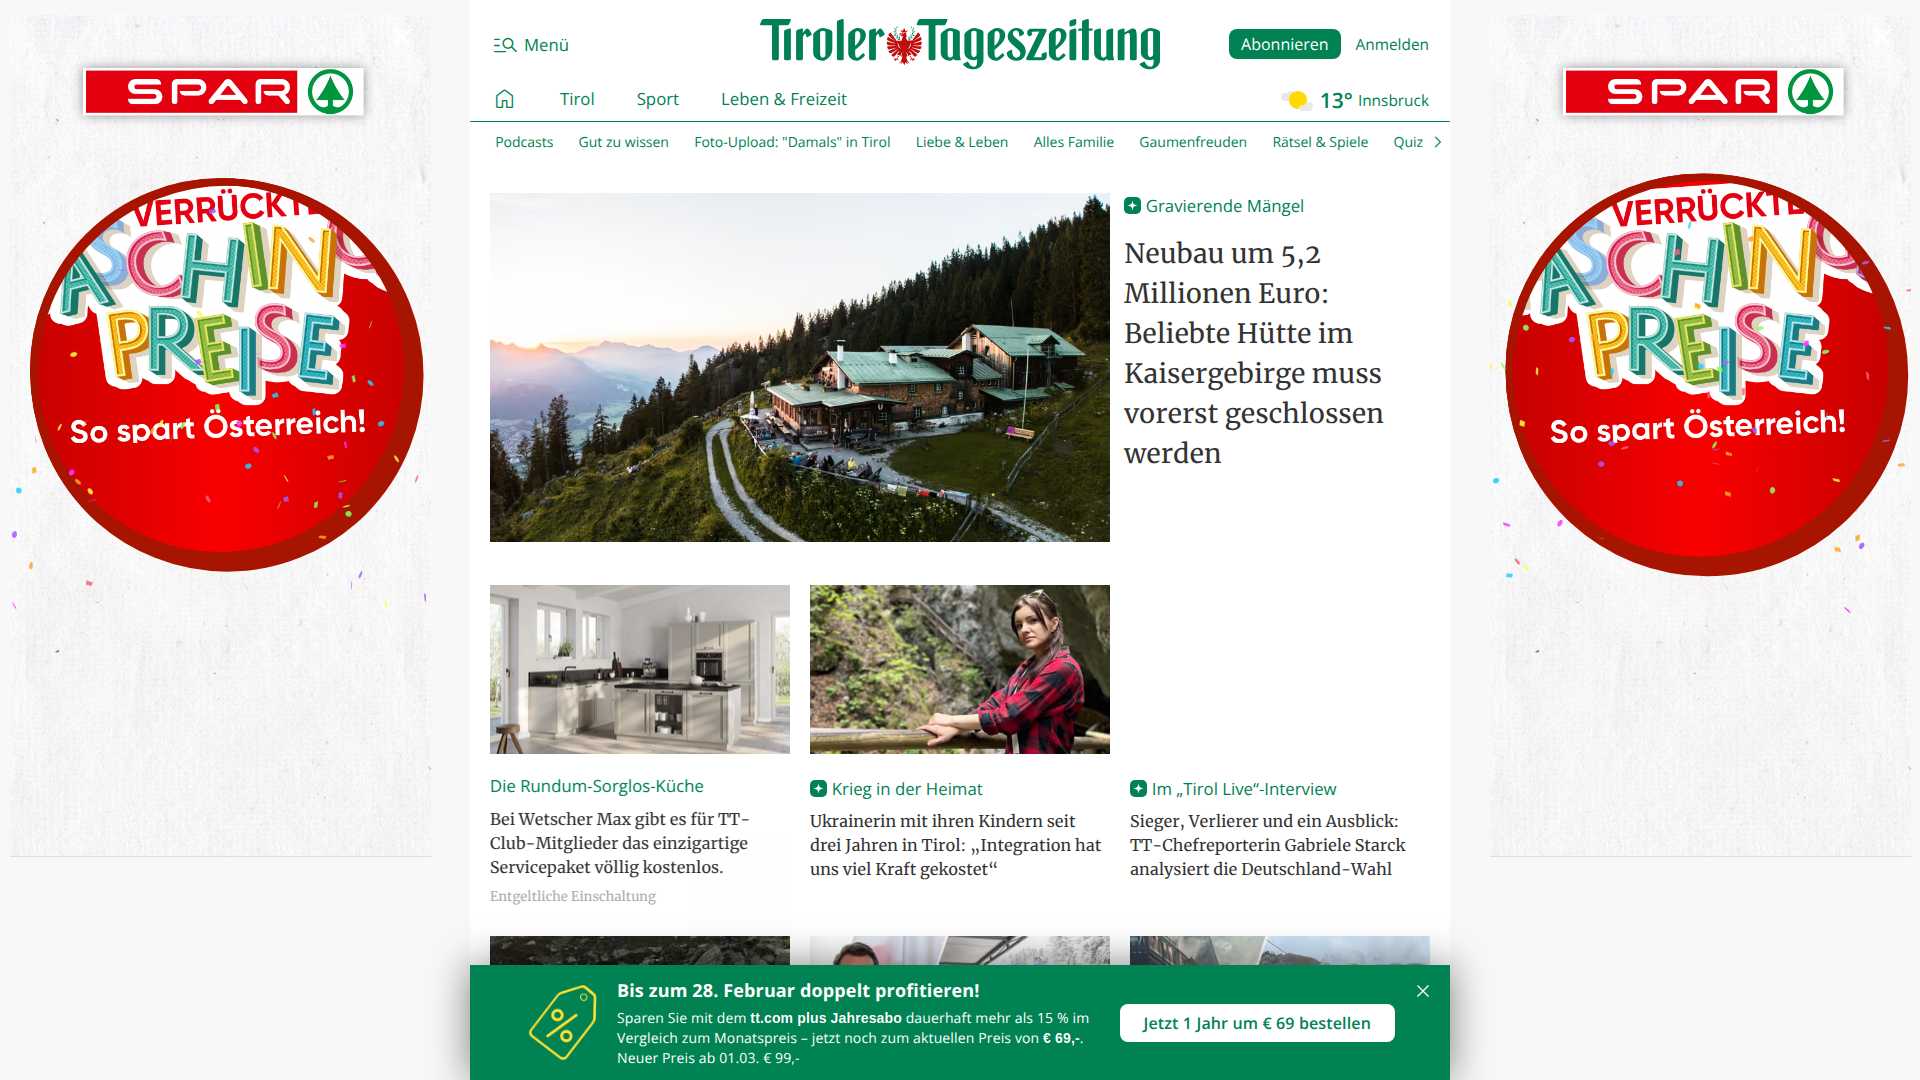 SPAR
VERRÜCKTE
ASCHING
PREISE
So spart Österreich!
Menü
Tiroler Tageszeitung
Abonnieren
Anmelden
Tirol
Sport
Leben & Freizeit
13° Innsbruck
Podcasts
Gut zu wissen
Foto-Upload: "Damals" in Tirol
Liebe & Leben
Alles Familie
Gaumenfreuden
Rätsel & Spiele
Quiz
Gravierende Mängel
Neubau um 5,2
Millionen Euro:
Beliebte Hütte im
Kaisergebirge muss
vorerst geschlossen
werden
Die Rundum-Sorglos-Küche
Bei Wetscher Max gibt es für TT-
Club-Mitglieder das einzigartige
Servicepaket völlig kostenlos.
Entgeltliche Einschaltung
Krieg in der Heimat
Ukrainerin mit ihren Kindern seit
drei Jahren in Tirol: „Integration hat
uns viel Kraft gekostet“
Im „Tirol Live“-Interview
Sieger, Verlierer und ein Ausblick:
TT-Chefreporterin Gabriele Starck
analysiert die Deutschland-Wahl
Bis zum 28. Februar doppelt profitieren!
Sparen Sie mit dem tt.com plus Jahresabo dauerhaft mehr als 15 % im
Vergleich zum Monatspreis – jetzt noch zum aktuellen Preis von € 69,-.
Neuer Preis ab 01.03. € 99,-
Jetzt 1 Jahr um € 69 bestellen
SPAR
VERRÜCKTE
ASCHING
PREISE
So spart Österreich!